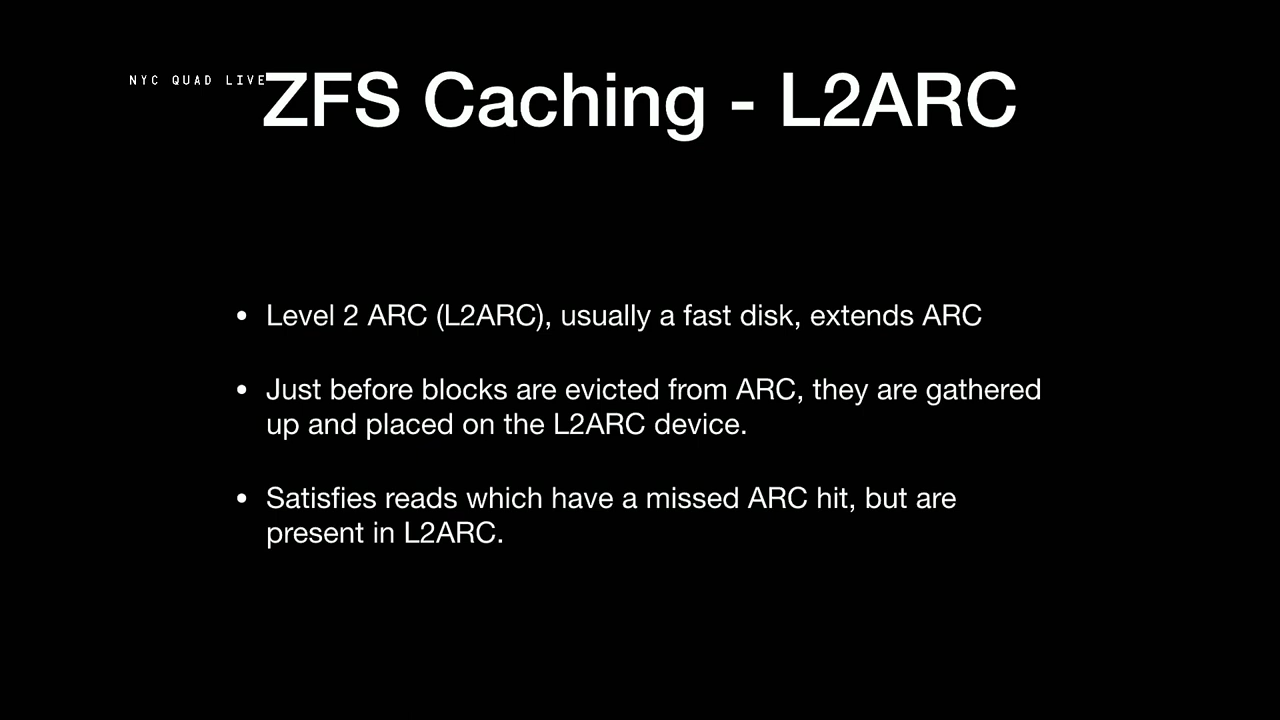 NYC QUAD LIVE
ZFS Caching - L2ARC
• Level 2 ARC (L2ARC), usually a fast disk, extends ARC
• Just before blocks are evicted from ARC, they are gathered
up and placed on the L2ARC device.
• Satisfies reads which have a missed ARC hit, but are
present in L2ARC.